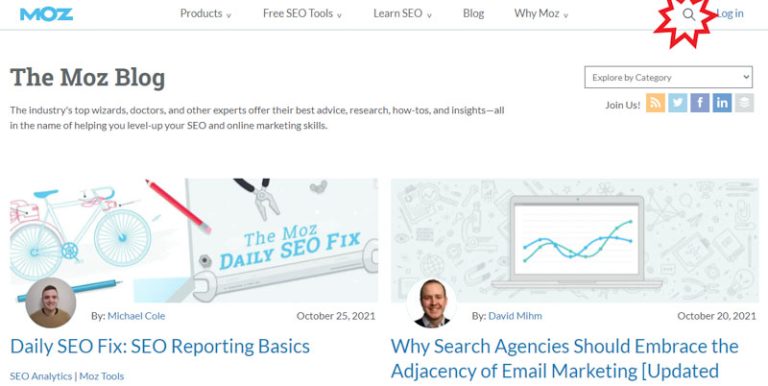 MOZ Products Free SEO Tools Learn SEO Blog Why Moz Log in
The Moz Blog
Explore by Category
The industry's top wizards, doctors, and other experts offer their best advice, research, how-tos, and insights—all
in the name of helping you level-up your SEO and online marketing skills.
Join Us!
The Moz
DAILY SEO FIX
By: Michael Cole October 25, 2021
Daily SEO Fix: SEO Reporting Basics
SEO Analytics | Moz Tools
By: David Mihm October 20, 2021
Why Search Agencies Should Embrace the
Adjacency of Email Marketing [Updated